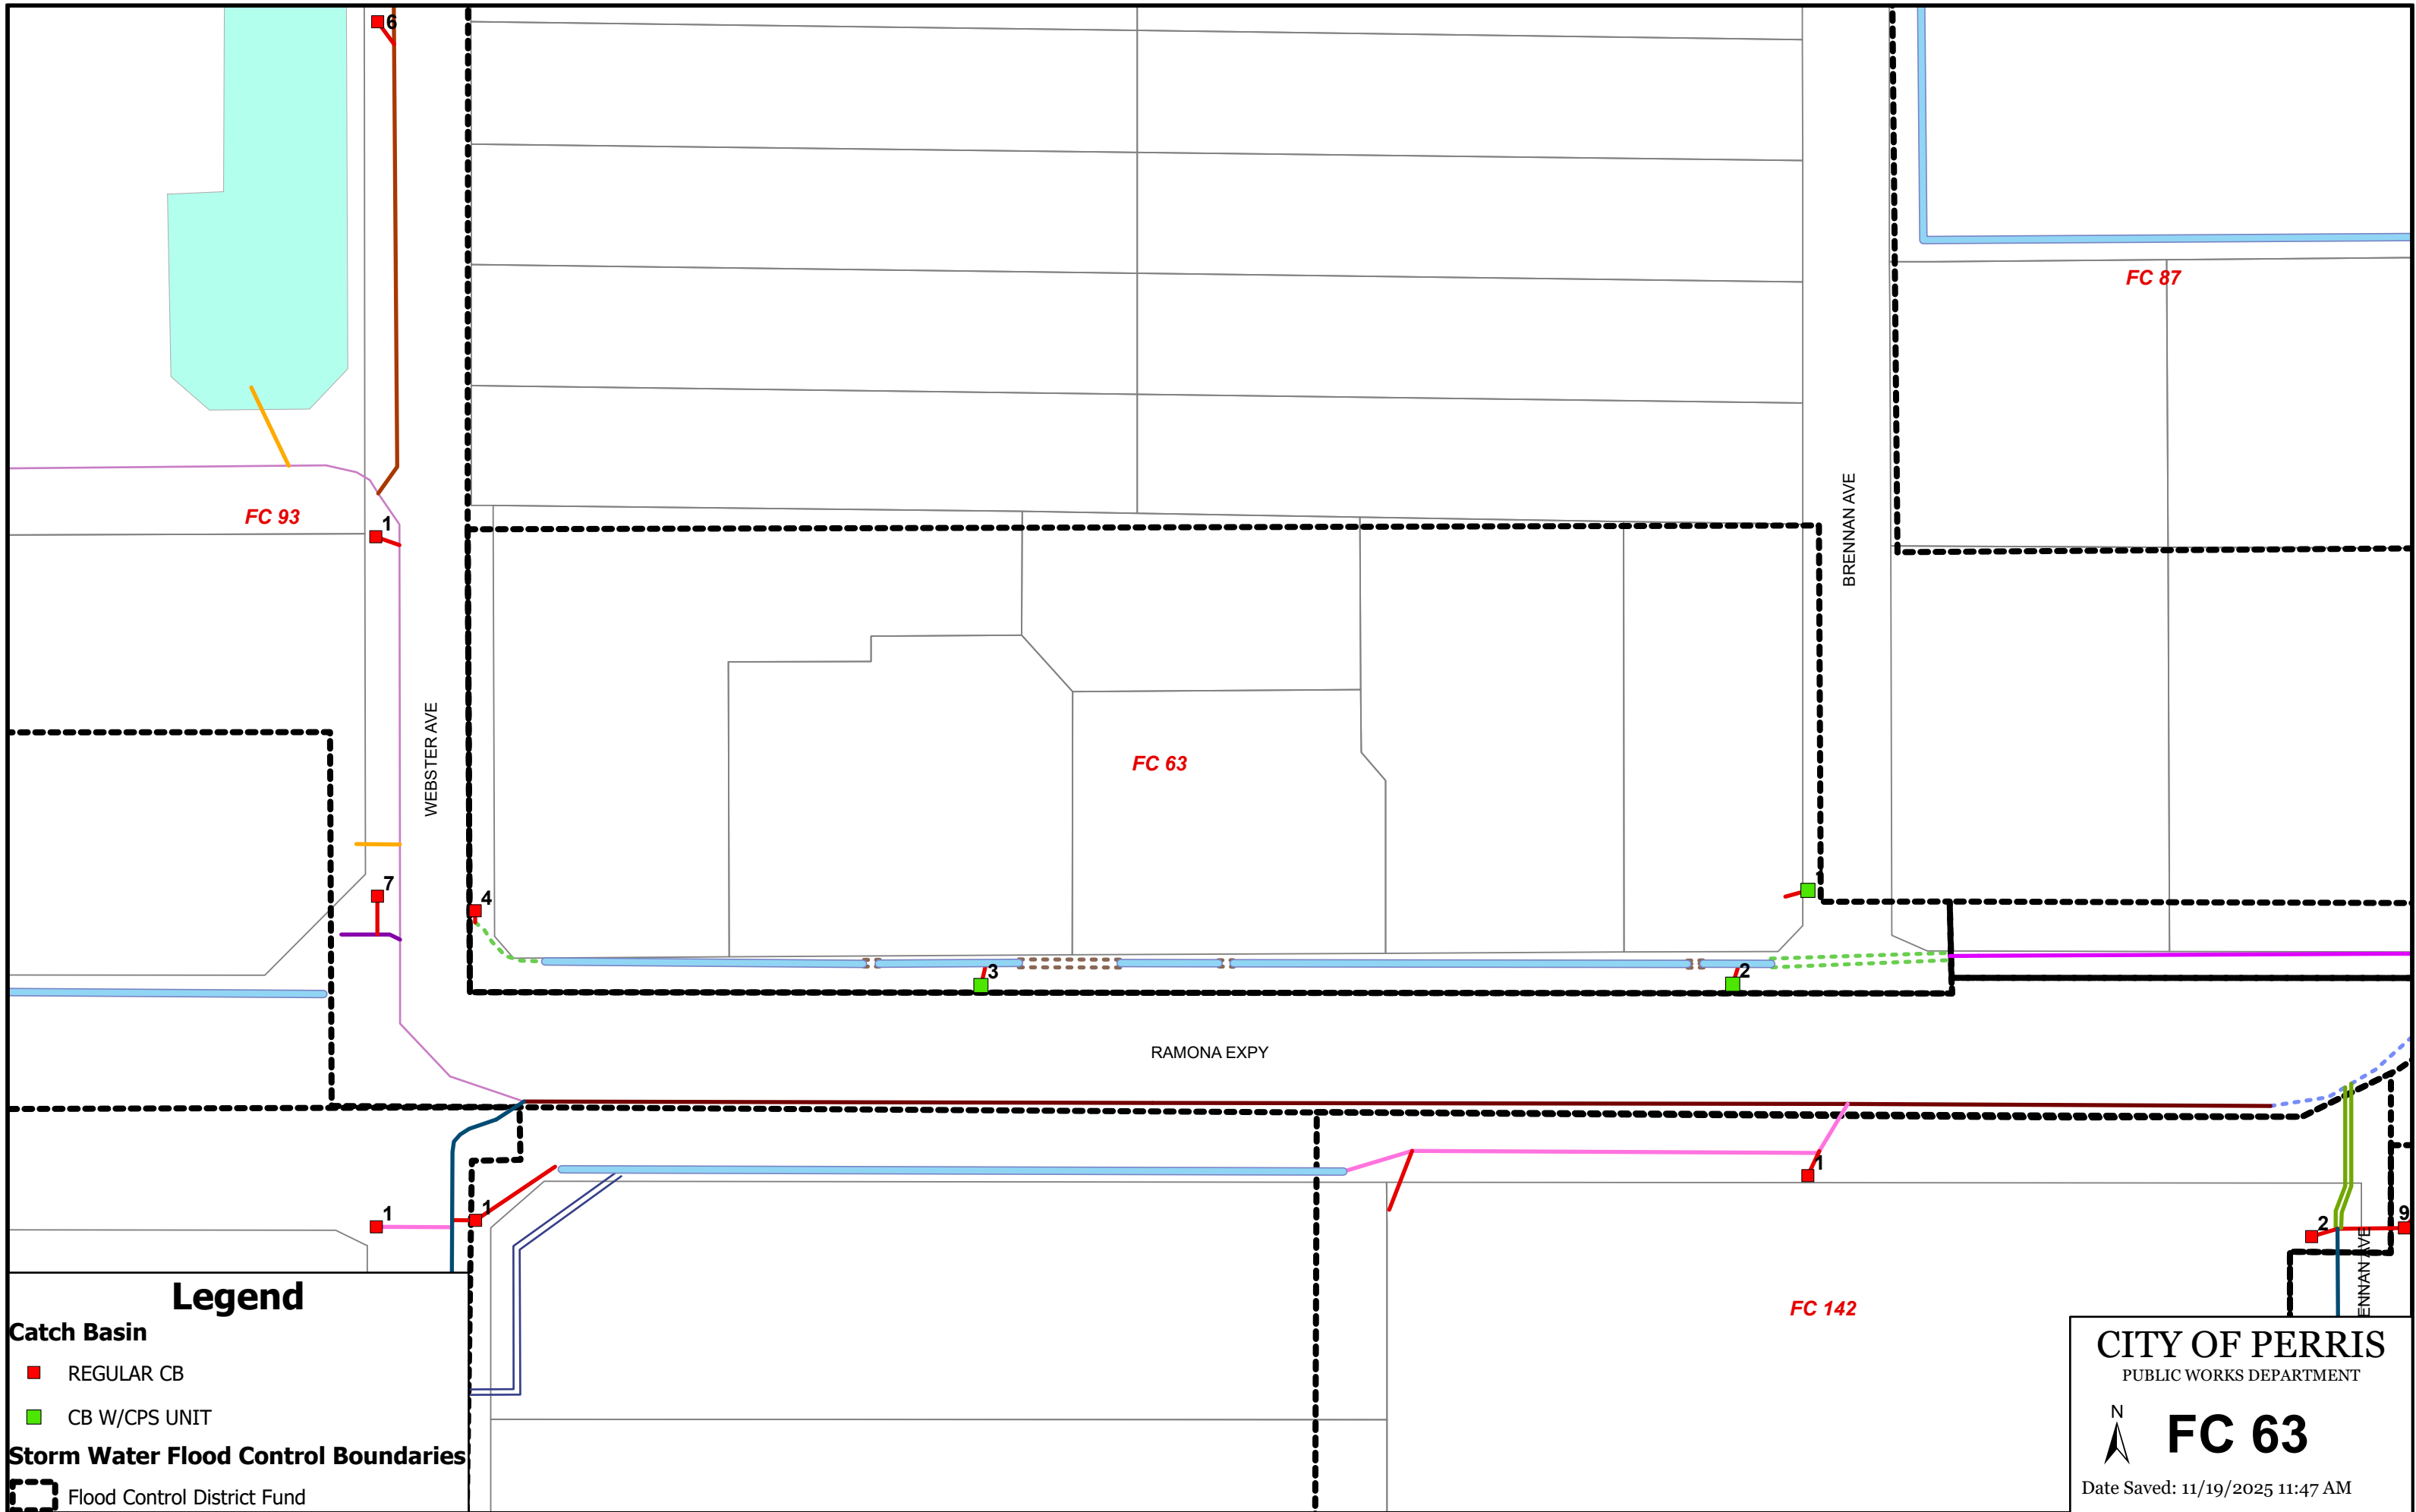 6
FC 87
BRENNAN AVE
FC 93
1
WEBSTER AVE
FC 63
7
4
1
3
2
RAMONA EXPY
1
1
1
2
9
ENNAN AVE
FC 142
Legend
Catch Basin
REGULAR CB
CB W/CPS UNIT
Storm Water Flood Control Boundaries
Flood Control District Fund
CITY OF PERRIS
PUBLIC WORKS DEPARTMENT
N
FC 63
Date Saved: 11/19/2025 11:47 AM